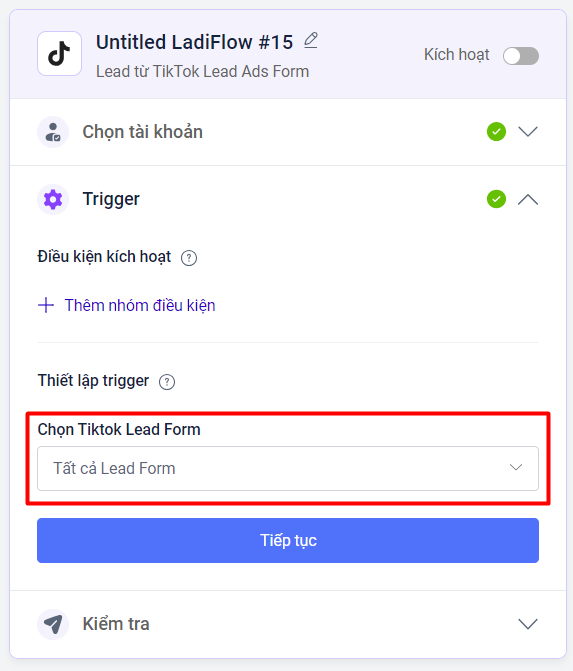 Untitled LadiFlow #15
Lead từ TikTok Lead Ads Form
Kích hoạt
Chọn tài khoản
Trigger
Điều kiện kích hoạt ?
Thêm nhóm điều kiện
Thiết lập trigger ?
Chọn Tiktok Lead Form
Tất cả Lead Form
Tiếp tục
Kiểm tra